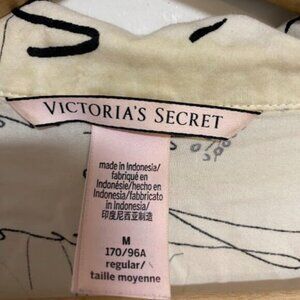 VICTORIA'S SECRET
made in Indonesia/
fabriqué en
Indonésie/hecho en
Indonesia/fabbricato
in Indonesia/
印度尼西亚制造
M
170/96A
regular/
taille moyenne